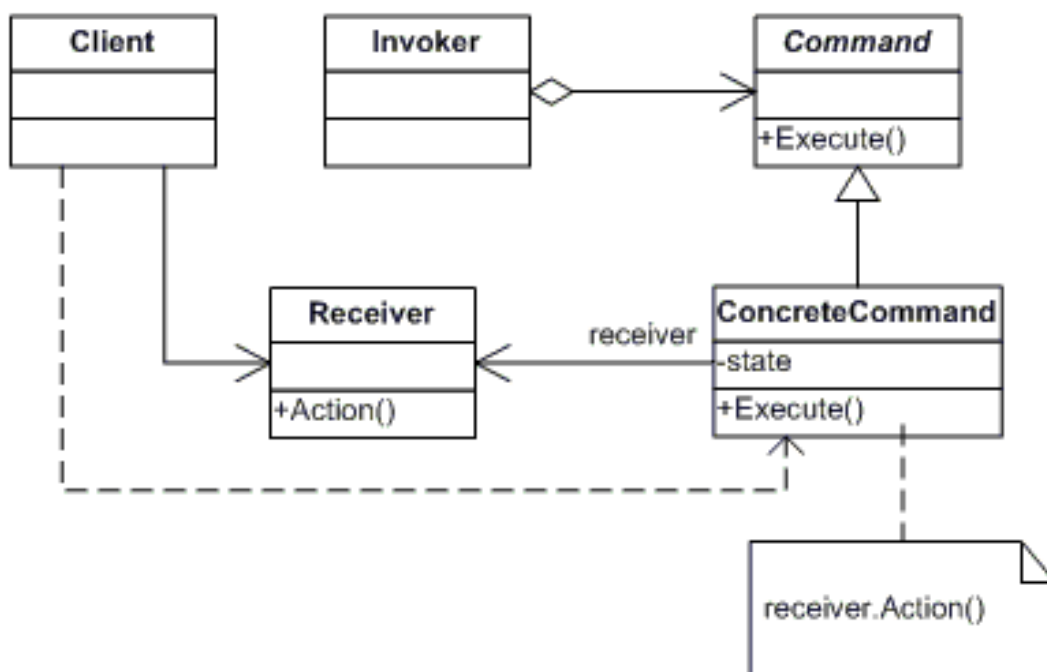 Client
Invoker
Command
+Execute()
Receiver
+Action()
receiver
ConcreteCommand
-state
+Execute()
receiver.Action()